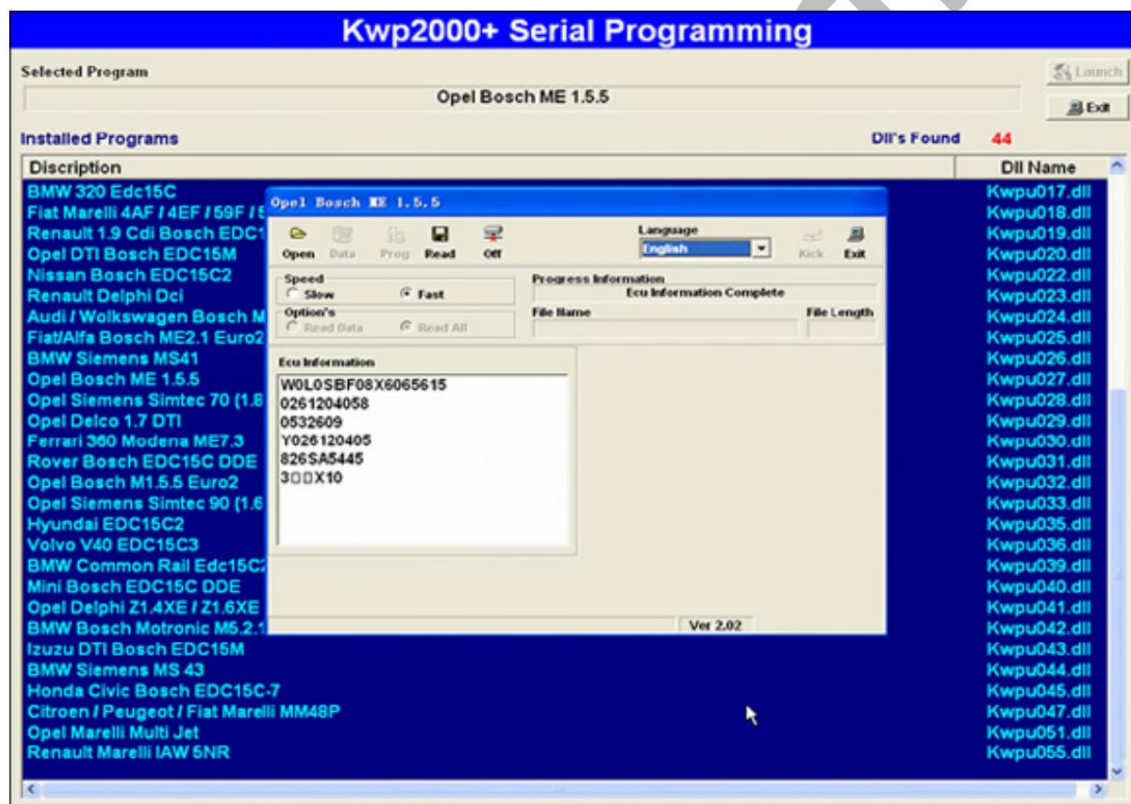 Kwp2000+ Serial Programming
Selected Program
Launch
Opel Bosch ME 1.5.5
Exit
Installed Programs
Dll's Found 44
Discription Dll Name
BMW 320 Edc15C Kwpu017.dll
Fiat Marelli 4AF / 4EF / 59F / Kwpu018.dll
Renault 1.9 Cdi Bosch EDC1 Kwpu019.dll
Opel DTI Bosch EDC15M Kwpu020.dll
Nissan Bosch EDC15C2 Kwpu022.dll
Renault Delphi Dci Kwpu023.dll
Audi / Wolkswagen Bosch M Kwpu024.dll
Fiat/Alfa Bosch ME2.1 Euro2 Kwpu025.dll
BMW Siemens MS41 Kwpu026.dll
Opel Bosch ME 1.5.5 Kwpu027.dll
Opel Siemens Simtec 70 (1.8 Kwpu028.dll
Opel Delco 1.7 DTI Kwpu029.dll
Ferrari 360 Modena ME7.3 Kwpu030.dll
Rover Bosch EDC15C DDE Kwpu031.dll
Opel Bosch M1.5.5 Euro2 Kwpu032.dll
Opel Siemens Simtec 90 (1.6 Kwpu033.dll
Hyundai EDC15C2 Kwpu035.dll
Volvo V40 EDC15C3 Kwpu036.dll
BMW Common Rail Edc15C2 Kwpu039.dll
Mini Bosch EDC15C DDE Kwpu040.dll
Opel Delphi Z1.4XE / Z1.6XE Kwpu041.dll
BMW Bosch Motronic M5.2.1 Kwpu042.dll
Izuzu DTI Bosch EDC15M Kwpu043.dll
BMW Siemens MS 43 Kwpu044.dll
Honda Civic Bosch EDC15C-7 Kwpu045.dll
Citroen / Peugeot / Fiat Marelli MM48P Kwpu047.dll
Opel Marelli Multi Jet Kwpu051.dll
Renault Marelli IAW 5NR Kwpu055.dll
Opel Bosch ME 1.5.5
Language
English
Open Data Prog Read Off Kick Exit
Speed
Slow Fast
Progress Information
Ecu Information Complete
Option's
Read Data Read All
File Name File Length
Ecu Information
W0L0SBF08X6065615
0261204058
0532609
Y026120405
826SA5445
3□□X10
Ver 2.02